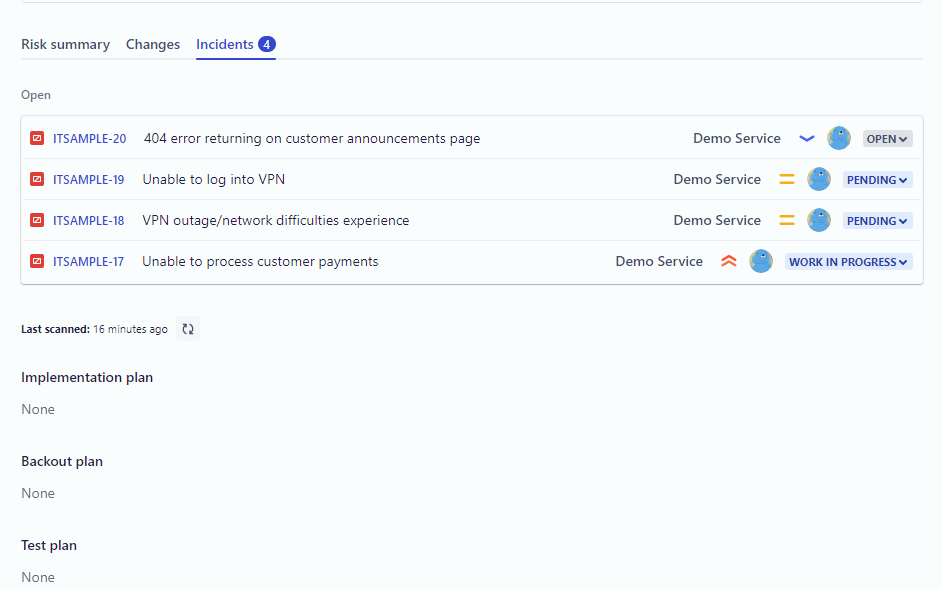 Risk summary Changes Incidents 4
Open
ITSAMPLE-20 404 error returning on customer announcements page Demo Service OPEN
ITSAMPLE-19 Unable to log into VPN Demo Service PENDING
ITSAMPLE-18 VPN outage/network difficulties experience Demo Service PENDING
ITSAMPLE-17 Unable to process customer payments Demo Service WORK IN PROGRESS
Last scanned: 16 minutes ago
Implementation plan
None
Backout plan
None
Test plan
None